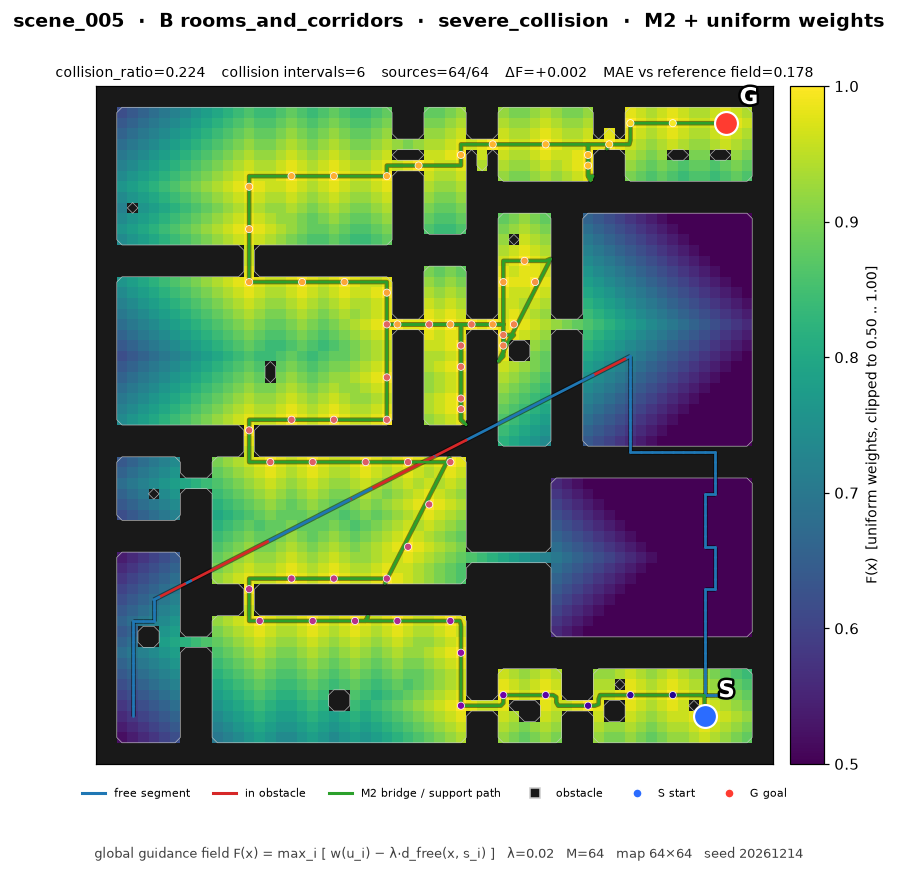 scene_005 · B rooms_and_corridors · severe_collision · M2 + uniform weights
collision_ratio=0.224 collision intervals=6 sources=64/64 ΔF=+0.002 MAE vs reference field=0.178
G
S
1.0
0.9
0.8
0.7
0.6
0.5
F(x) [uniform weights, clipped to 0.50 .. 1.00]
free segment in obstacle M2 bridge / support path obstacle S start G goal
global guidance field F(x) = max_i [ w(u_i) − λ·d_free(x, s_i) ] λ=0.02 M=64 map 64×64 seed 20261214